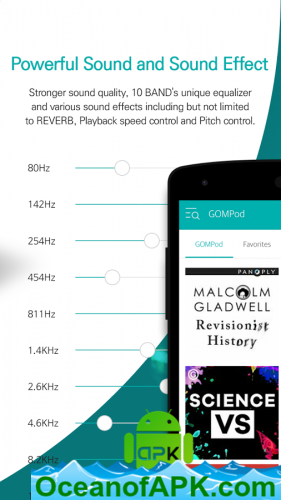 Powerful Sound and Sound Effect
Stronger sound quality, 10 BAND's unique equalizer
and various sound effects including but not limited
to REVERB, Playback speed control and Pitch control.
80Hz
142Hz
254Hz
454Hz
811Hz
1.4KHz
2.6KHz
4.6KHz
8.2KHz
GOMPod
GOMPod
Favorites
PANOPLY
MALCOLM
GLADWELL
Revisionist
History
SCIENCE
VS
apk
OceanofAPK.com